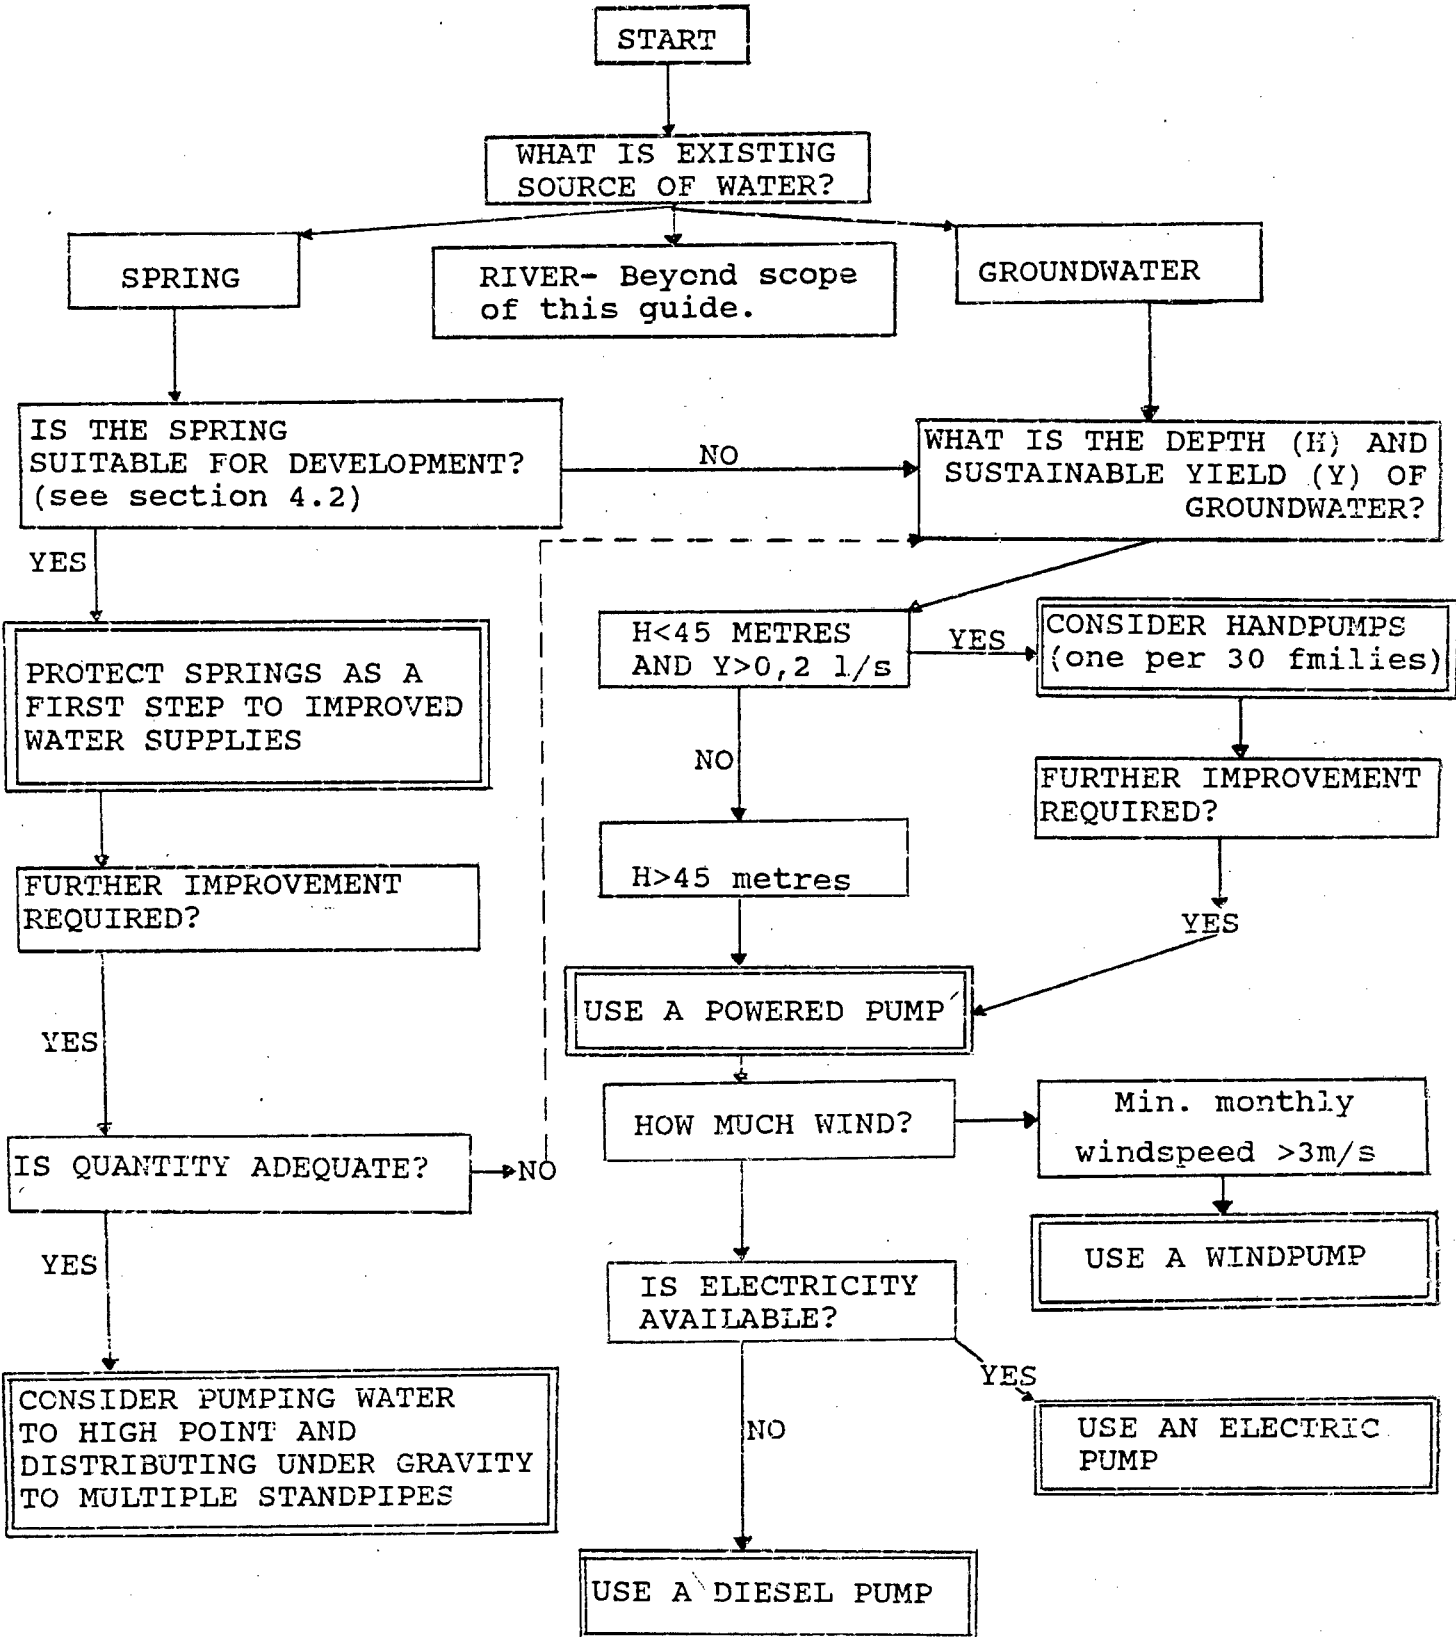 START
WHAT IS EXISTING
SOURCE OF WATER?
SPRING
RIVER- Beyond scope
of this guide.
GROUNDWATER
IS THE SPRING
SUITABLE FOR DEVELOPMENT?
(see section 4.2)
NO
WHAT IS THE DEPTH (H) AND
SUSTAINABLE YIELD (Y) OF
GROUNDWATER?
YES
PROTECT SPRINGS AS A
FIRST STEP TO IMPROVED
WATER SUPPLIES
H<45 METRES
AND Y>0,2 l/s
YES
CONSIDER HANDPUMPS
(one per 30 fmilies)
NO
FURTHER IMPROVEMENT
REQUIRED?
H>45 metres
YES
FURTHER IMPROVEMENT
REQUIRED?
USE A POWERED PUMP
YES
HOW MUCH WIND?
Min. monthly
windspeed >3m/s
IS QUANTITY ADEQUATE?
NO
USE A WINDPUMP
YES
IS ELECTRICITY
AVAILABLE?
YES
USE AN ELECTRIC
PUMP
NO
CONSIDER PUMPING WATER
TO HIGH POINT AND
DISTRIBUTING UNDER GRAVITY
TO MULTIPLE STANDPIPES
USE A DIESEL PUMP